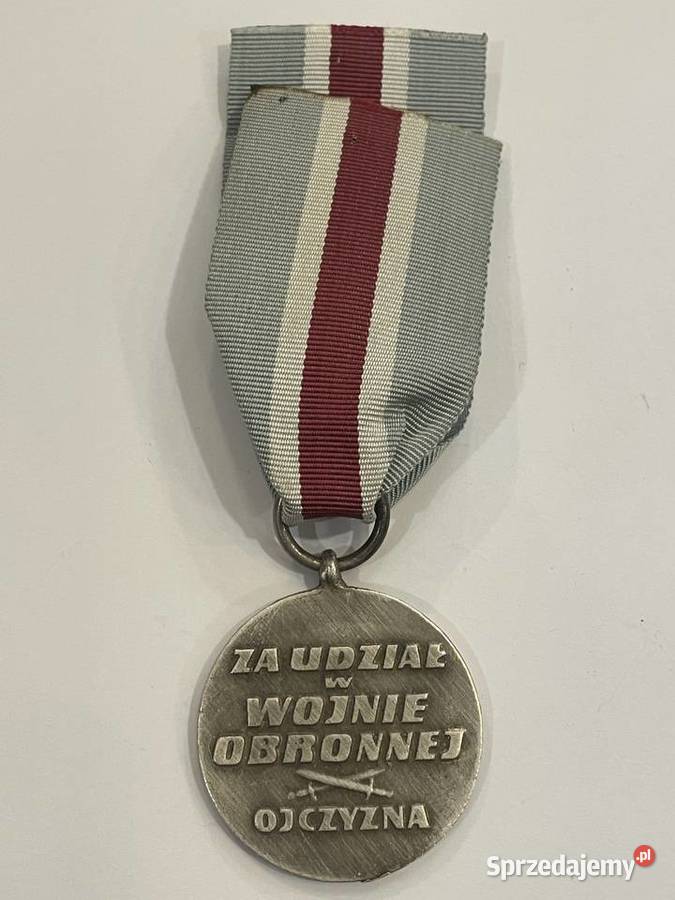 ZA UDZIAŁ
W
WOJNIE
OBRONNEJ
OJCZYZNA
Sprzedajemy.pl